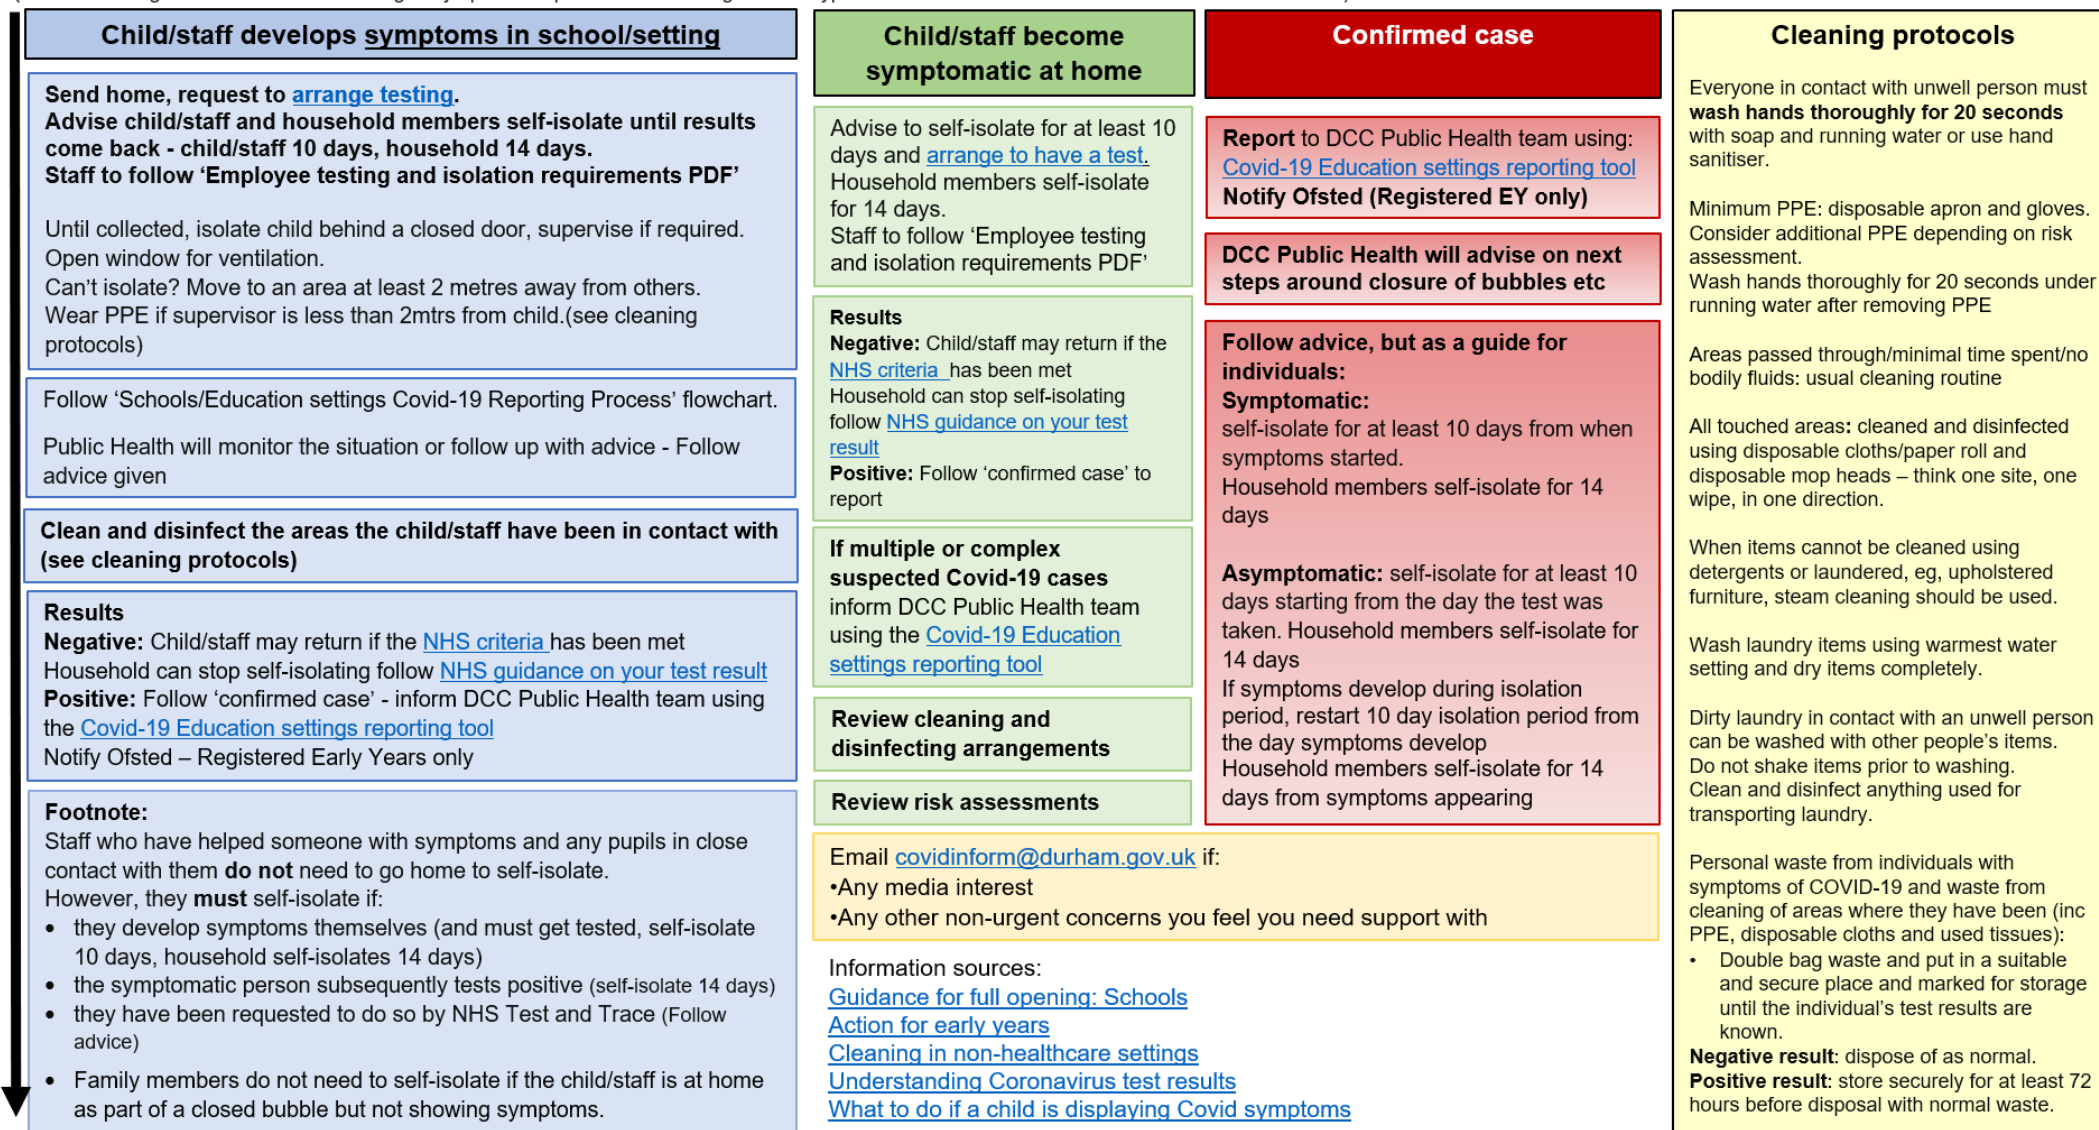 Child/staff develops symptoms in school/setting
Send home, request to arrange testing.
Advise child/staff and household members self-isolate until results
come back - child/staff 10 days, household 14 days.
Staff to follow ‘Employee testing and isolation requirements PDF’
Until collected, isolate child behind a closed door, supervise if required.
Open window for ventilation.
Can’t isolate? Move to an area at least 2 metres away from others.
Wear PPE if supervisor is less than 2mtrs from child.(see cleaning
protocols)
Follow ‘Schools/Education settings Covid-19 Reporting Process’ flowchart.
Public Health will monitor the situation or follow up with advice - Follow
advice given
Clean and disinfect the areas the child/staff have been in contact with
(see cleaning protocols)
Results
Negative: Child/staff may return if the NHS criteria has been met
Household can stop self-isolating follow NHS guidance on your test result
Positive: Follow ‘confirmed case’ - inform DCC Public Health team using
the Covid-19 Education settings reporting tool
Notify Ofsted – Registered Early Years only
Footnote:
Staff who have helped someone with symptoms and any pupils in close
contact with them do not need to go home to self-isolate.
However, they must self-isolate if:
• they develop symptoms themselves (and must get tested, self-isolate
10 days, household self-isolates 14 days)
• the symptomatic person subsequently tests positive (self-isolate 14 days)
• they have been requested to do so by NHS Test and Trace (Follow
advice)
• Family members do not need to self-isolate if the child/staff is at home
as part of a closed bubble but not showing symptoms.
Child/staff become
symptomatic at home
Advise to self-isolate for at least 10
days and arrange to have a test.
Household members self-isolate
for 14 days.
Staff to follow ‘Employee testing
and isolation requirements PDF’
Results
Negative: Child/staff may return if the
NHS criteria has been met
Household can stop self-isolating
follow NHS guidance on your test
result
Positive: Follow ‘confirmed case’ to
report
If multiple or complex
suspected Covid-19 cases
inform DCC Public Health team
using the Covid-19 Education
settings reporting tool
Review cleaning and
disinfecting arrangements
Review risk assessments
Confirmed case
Report to DCC Public Health team using:
Covid-19 Education settings reporting tool
Notify Ofsted (Registered EY only)
DCC Public Health will advise on next
steps around closure of bubbles etc
Follow advice, but as a guide for
individuals:
Symptomatic:
self-isolate for at least 10 days from when
symptoms started.
Household members self-isolate for 14
days
Asymptomatic: self-isolate for at least 10
days starting from the day the test was
taken. Household members self-isolate for
14 days
If symptoms develop during isolation
period, restart 10 day isolation period from
the day symptoms develop
Household members self-isolate for 14
days from symptoms appearing
Email covidinform@durham.gov.uk if:
•Any media interest
•Any other non-urgent concerns you feel you need support with
Information sources:
Guidance for full opening: Schools
Action for early years
Cleaning in non-healthcare settings
Understanding Coronavirus test results
What to do if a child is displaying Covid symptoms
Cleaning protocols
Everyone in contact with unwell person must
wash hands thoroughly for 20 seconds
with soap and running water or use hand
sanitiser.
Minimum PPE: disposable apron and gloves.
Consider additional PPE depending on risk
assessment.
Wash hands thoroughly for 20 seconds under
running water after removing PPE
Areas passed through/minimal time spent/no
bodily fluids: usual cleaning routine
All touched areas: cleaned and disinfected
using disposable cloths/paper roll and
disposable mop heads – think one site, one
wipe, in one direction.
When items cannot be cleaned using
detergents or laundered, eg, upholstered
furniture, steam cleaning should be used.
Wash laundry items using warmest water
setting and dry items completely.
Dirty laundry in contact with an unwell person
can be washed with other people’s items.
Do not shake items prior to washing.
Clean and disinfect anything used for
transporting laundry.
Personal waste from individuals with
symptoms of COVID-19 and waste from
cleaning of areas where they have been (inc
PPE, disposable cloths and used tissues):
• Double bag waste and put in a suitable
and secure place and marked for storage
until the individual’s test results are
known.
Negative result: dispose of as normal.
Positive result: store securely for at least 72
hours before disposal with normal waste.